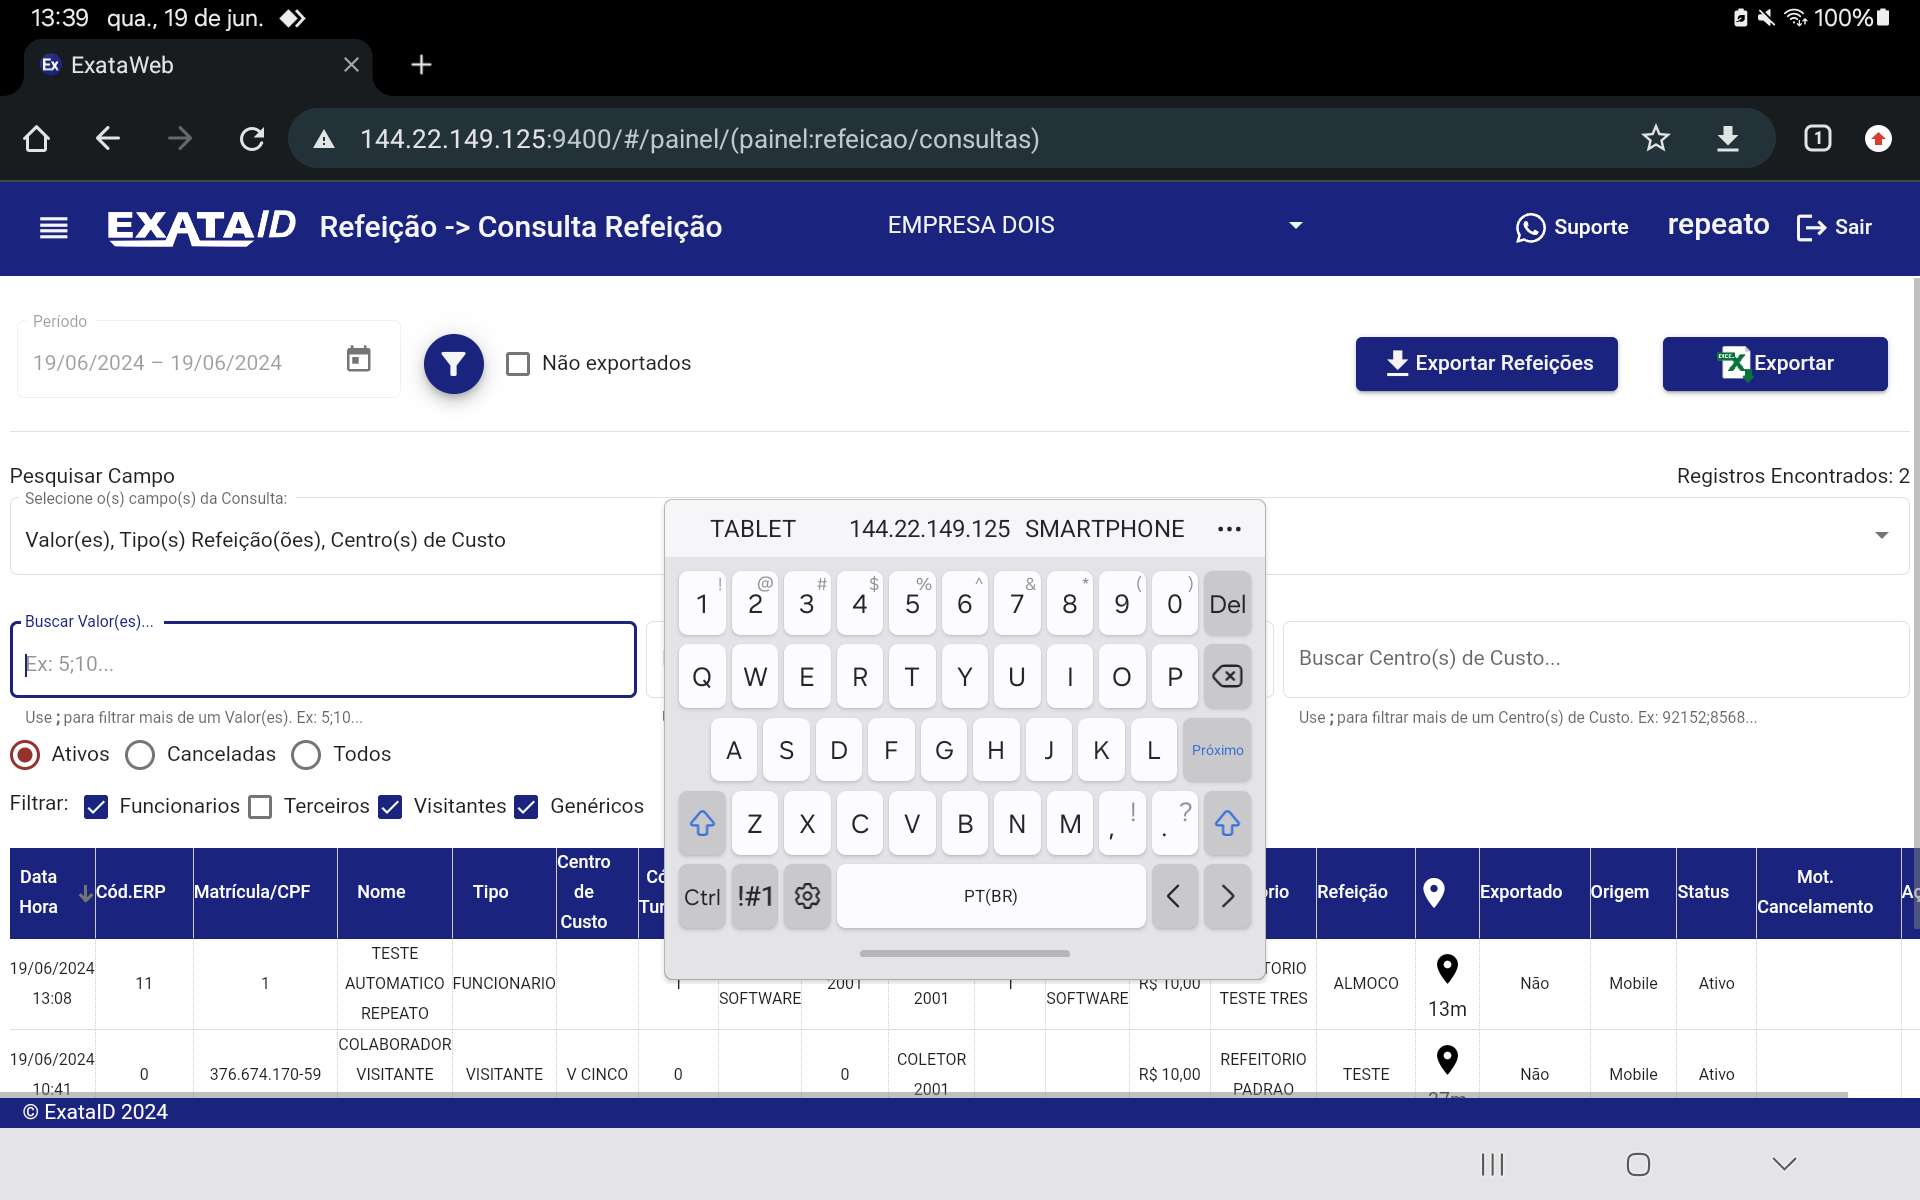 13:39 qua., 19 de jun. 100%
Ex ExataWeb
144.22.149.125:9400/#/painel/(painel:refeicao/consultas) 1
EXATAID Refeição -> Consulta Refeição EMPRESA DOIS Suporte repeato Sair
Período
19/06/2024 – 19/06/2024 Não exportados Exportar Refeições Exportar
Pesquisar Campo Registros Encontrados: 2
Selecione o(s) campo(s) da Consulta:
Valor(es), Tipo(s) Refeição(ões), Centro(s) de Custo
TABLET 144.22.149.125 SMARTPHONE ...
! @ # $ % ^ & * ( )
1 2 3 4 5 6 7 8 9 0 Del
Q W E R T Y U I O P
A S D F G H J K L Próximo
Z X C V B N M , ! . ?
Ctrl !#1 PT(BR) < >
Buscar Valor(es)...
Ex: 5;10... Buscar Centro(s) de Custo...
Use ; para filtrar mais de um Valor(es). Ex: 5;10... Use ; para filtrar mais de um Centro(s) de Custo. Ex: 92152;8568...
Ativos Canceladas Todos
Filtrar: Funcionarios Terceiros Visitantes Genéricos
Data Hora Cód.ERP Matrícula/CPF Nome Tipo Centro de Custo Refeição Exportado Origem Status Mot. Cancelamento
19/06/2024 13:08 11 1 TESTE AUTOMATICO REPEATO FUNCIONARIO 1 SOFTWARE 2001 2001 1 SOFTWARE R$ 10,00 TESTE TRES ALMOCO 13m Não Mobile Ativo
19/06/2024 10:41 0 376.674.170-59 COLABORADOR VISITANTE VISITANTE V CINCO 0 0 COLETOR 2001 R$ 10,00 REFEITORIO PADRAO TESTE Não Mobile Ativo
© ExataID 2024